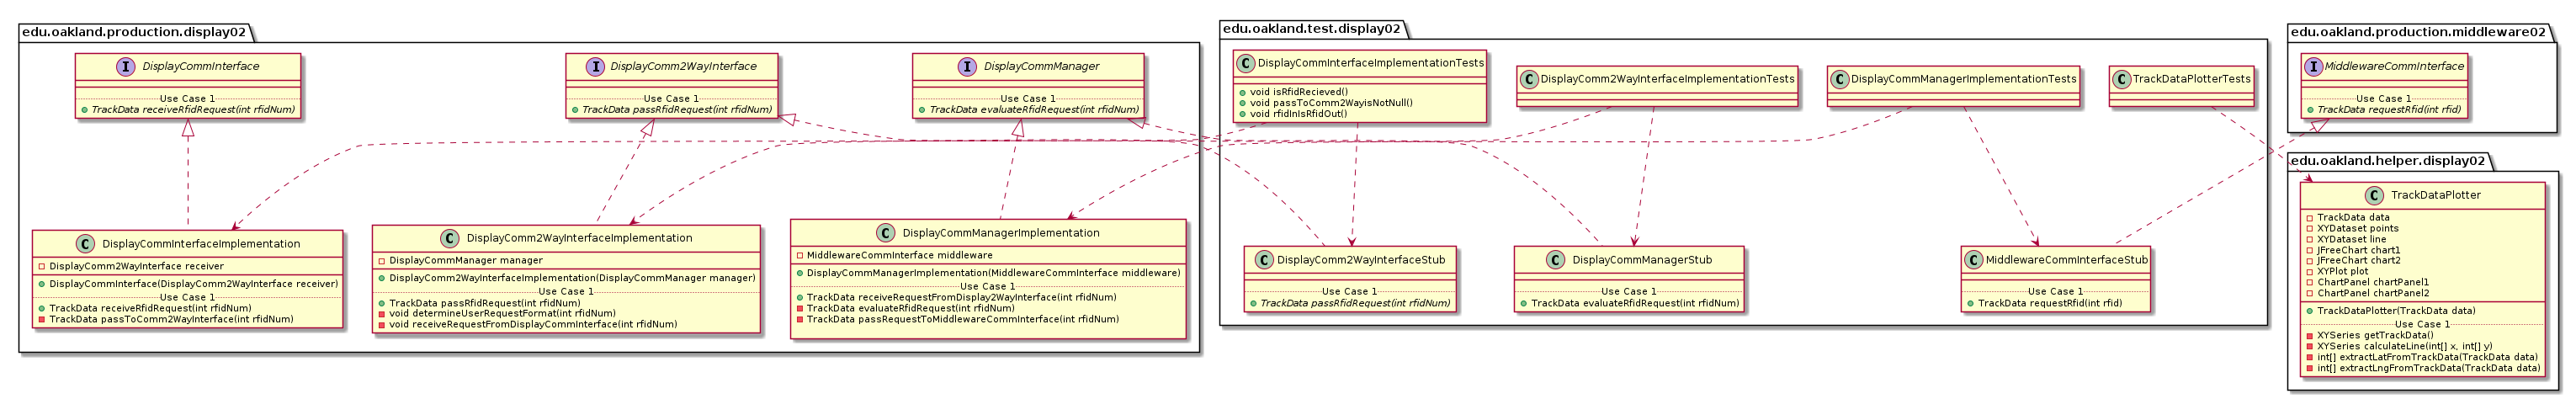 edu.oakland.production.display02
I DisplayCommInterface
Use Case 1
TrackData receiveRfidRequest(int rfidNum)
I DisplayComm2WayInterface
Use Case 1
TrackData passRfidRequest(int rfidNum)
I DisplayCommManager
Use Case 1
TrackData evaluateRfidRequest(int rfidNum)
C DisplayCommInterfaceImplementation
DisplayComm2WayInterface receiver
DisplayCommInterface(DisplayComm2WayInterface receiver)
Use Case 1
TrackData receiveRfidRequest(int rfidNum)
TrackData passToComm2WayInterface(int rfidNum)
C DisplayComm2WayInterfaceImplementation
DisplayCommManager manager
DisplayComm2WayInterfaceImplementation(DisplayCommManager manager)
Use Case 1
TrackData passRfidRequest(int rfidNum)
void determineUserRequestFormat(int rfidNum)
void receiveRequestFromDisplayCommInterface(int rfidNum)
C DisplayCommManagerImplementation
MiddlewareCommInterface middleware
DisplayCommManagerImplementation(MiddlewareCommInterface middleware)
Use Case 1
TrackData receiveRequestFromDisplay2WayInterface(int rfidNum)
TrackData evaluateRfidRequest(int rfidNum)
TrackData passRequestToMiddlewareCommInterface(int rfidNum)
edu.oakland.test.display02
C DisplayCommInterfaceImplementationTests
void isRfidRecieved()
void passToComm2WayisNotNull()
void rfidInIsRfidOut()
C DisplayComm2WayInterfaceImplementationTests
C DisplayCommManagerImplementationTests
C TrackDataPlotterTests
C DisplayComm2WayInterfaceStub
Use Case 1
TrackData passRfidRequest(int rfidNum)
C DisplayCommManagerStub
Use Case 1
TrackData evaluateRfidRequest(int rfidNum)
C MiddlewareCommInterfaceStub
Use Case 1
TrackData requestRfid(int rfid)
edu.oakland.production.middleware02
I MiddlewareCommInterface
Use Case 1
TrackData requestRfid(int rfid)
edu.oakland.helper.display02
C TrackDataPlotter
TrackData data
XYDataset points
XYDataset line
JFreeChart chart1
JFreeChart chart2
XYPlot plot
ChartPanel chartPanel1
ChartPanel chartPanel2
TrackDataPlotter(TrackData data)
Use Case 1
XYSeries getTrackData()
XYSeries calculateLine(int[] x, int[] y)
int[] extractLatFromTrackData(TrackData data)
int[] extractLngFromTrackData(TrackData data)